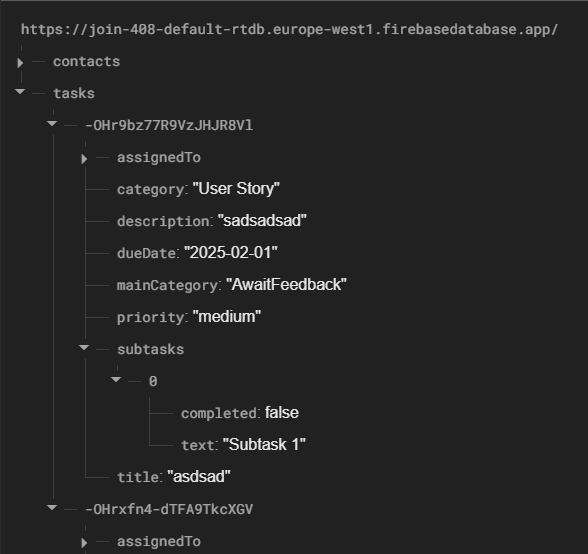 https://join-408-default-rtdb.europe-west1.firebasedatabase.app/
contacts
tasks
-OHr9bz77R9VzJHJR8Vl
assignedTo
category: "User Story"
description: "sadsadsad"
dueDate: "2025-02-01"
mainCategory: "AwaitFeedback"
priority: "medium"
subtasks
0
completed: false
text: "Subtask 1"
title: "asdsad"
-OHrxfn4-dTFA9TkcXGV
assignedTo